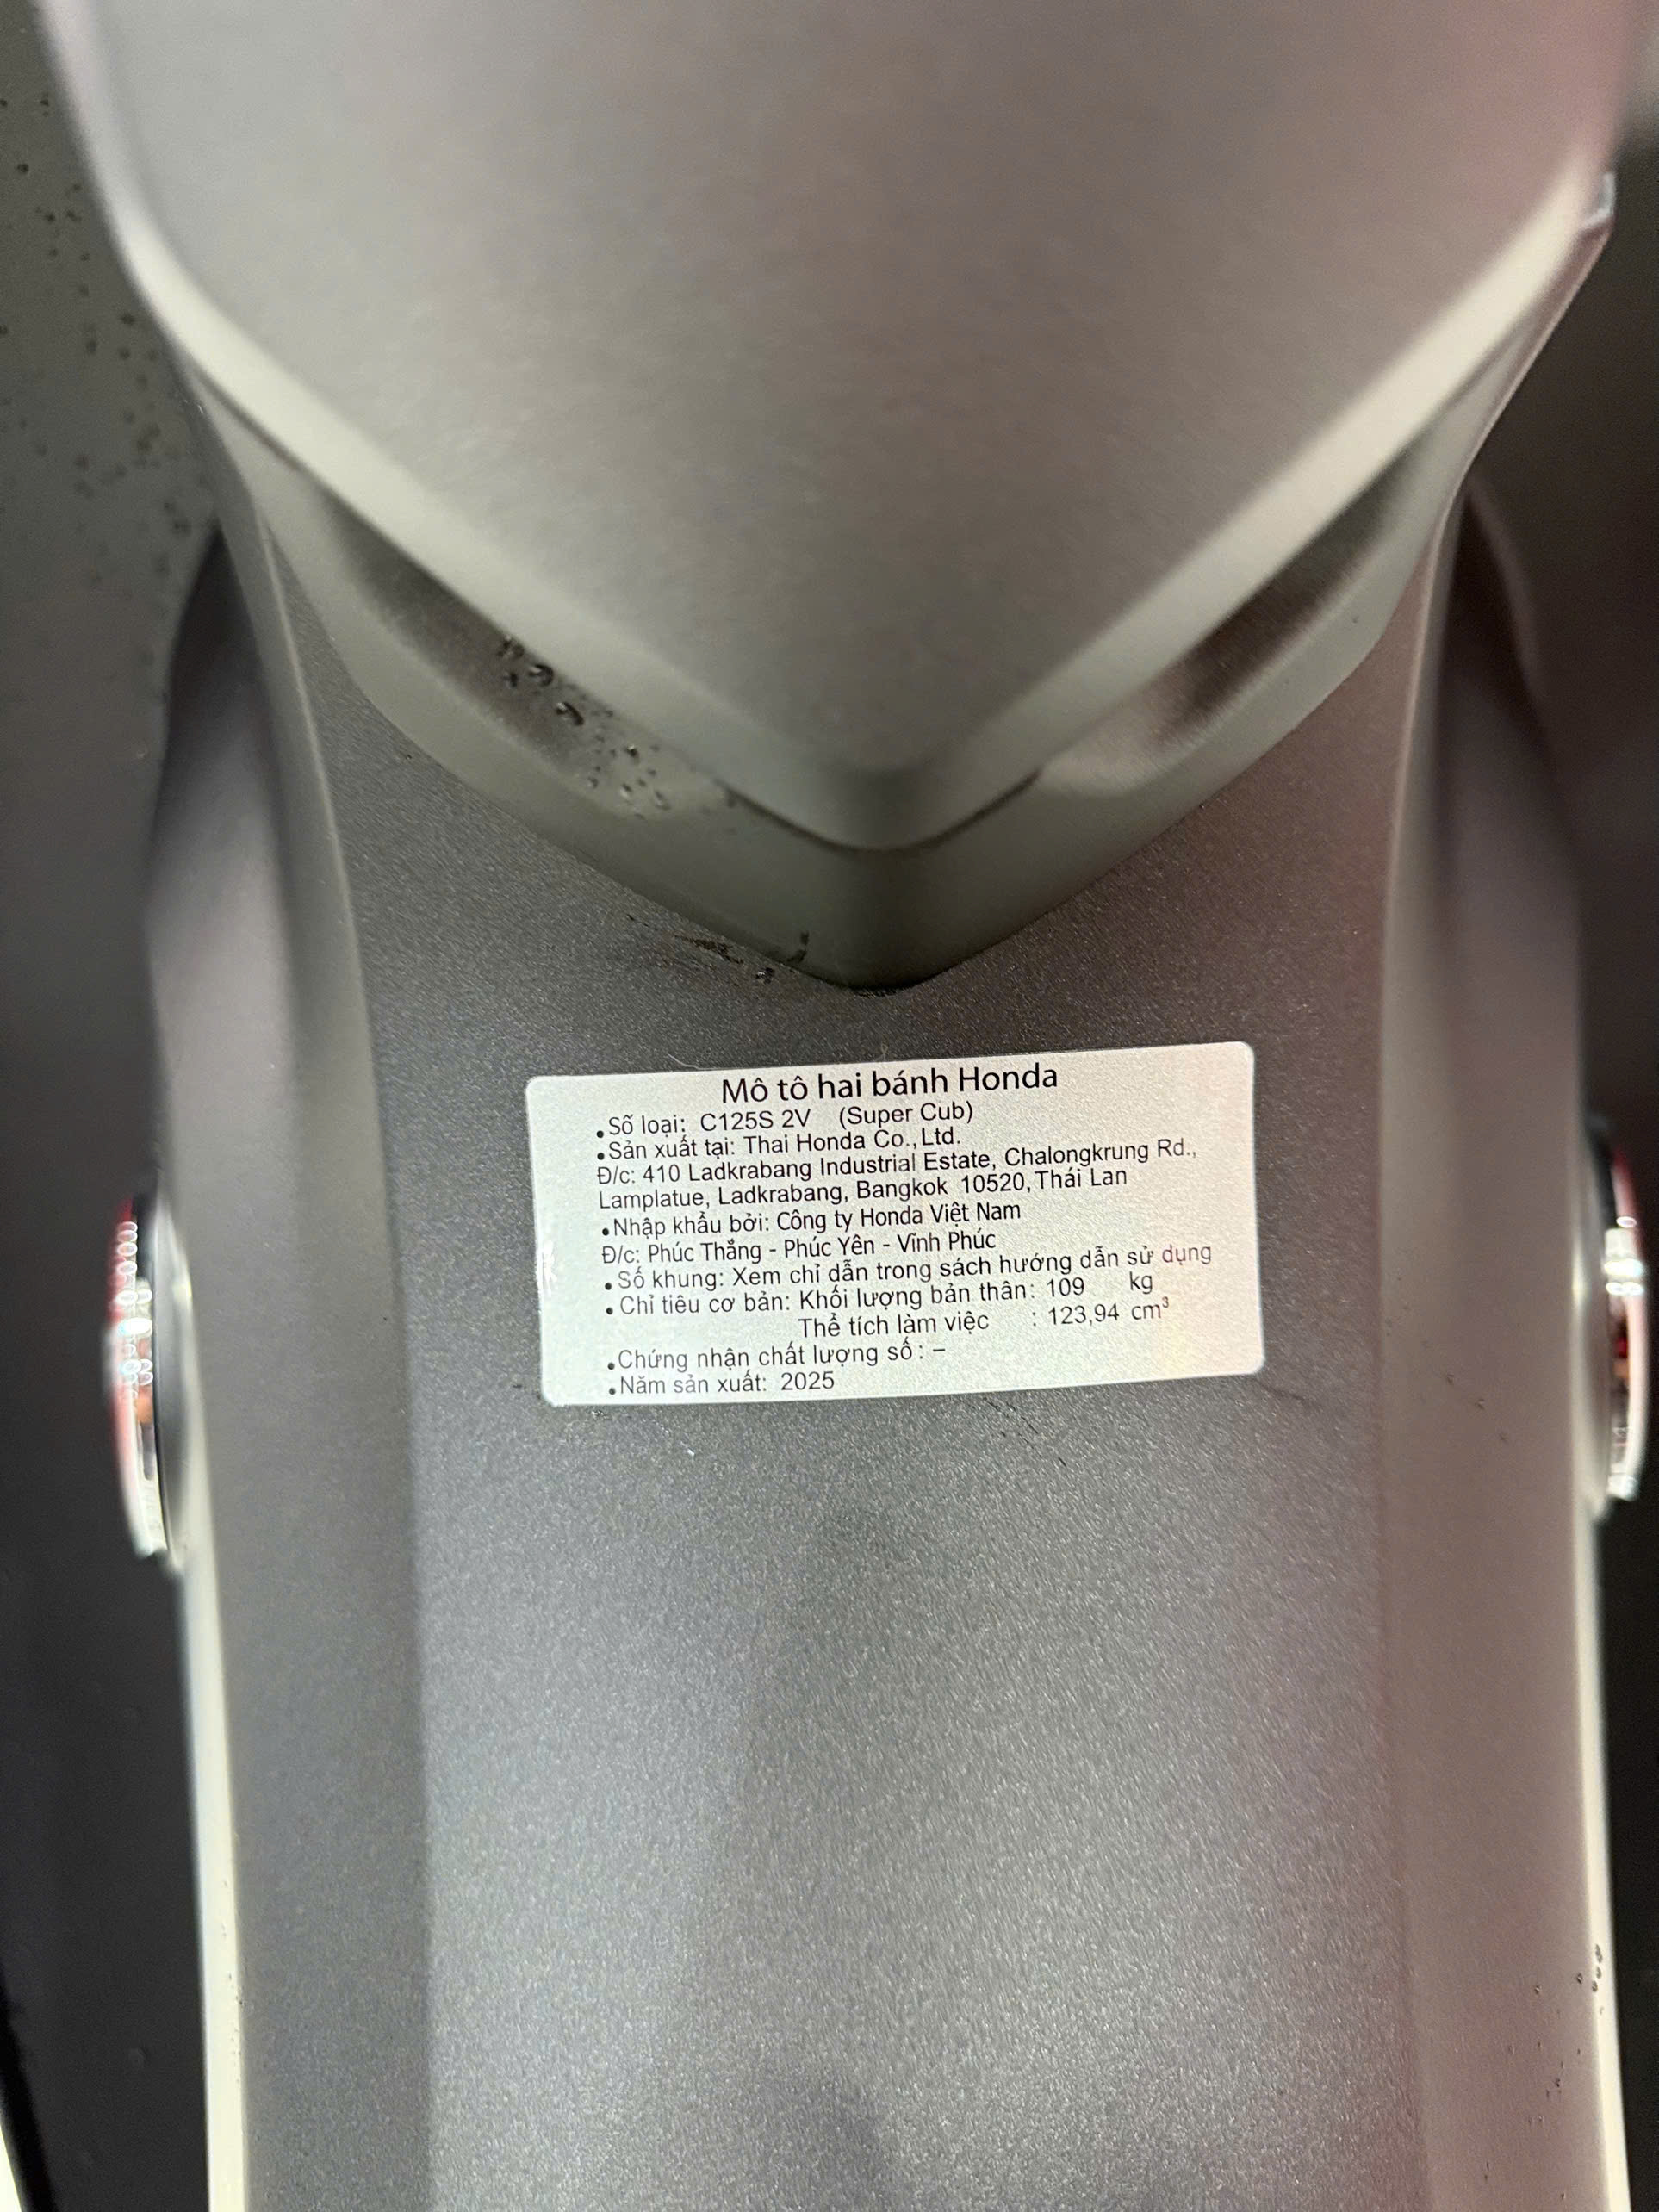 Mô tô hai bánh Honda
• Số loại: C125S 2V (Super Cub)
• Sản xuất tại: Thai Honda Co., Ltd.
Đ/c: 410 Ladkrabang Industrial Estate, Chalongkrung Rd.,
Lamplatue, Ladkrabang, Bangkok 10520, Thái Lan
• Nhập khẩu bởi: Công ty Honda Việt Nam
Đ/c: Phúc Thắng - Phúc Yên - Vĩnh Phúc
• Số khung: Xem chỉ dẫn trong sách hướng dẫn sử dụng
• Chỉ tiêu cơ bản: Khối lượng bản thân: 109 kg
Thể tích làm việc : 123,94 cm³
• Chứng nhận chất lượng số: –
• Năm sản xuất: 2025